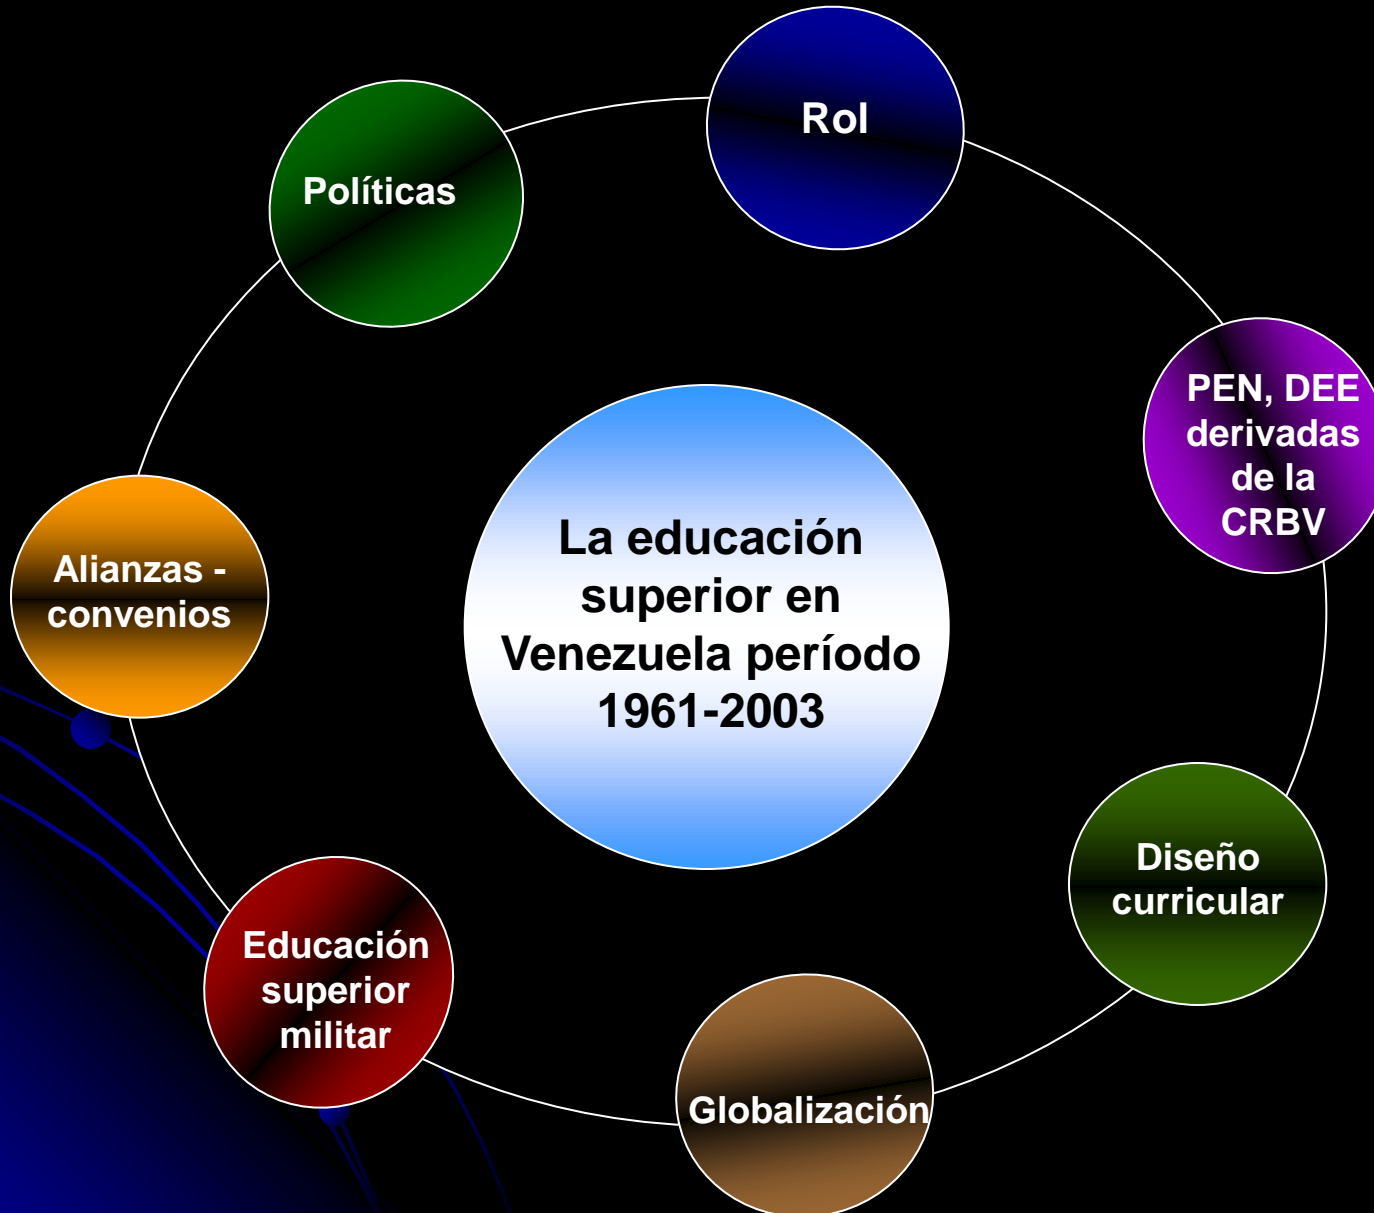 Rol
Políticas
PEN, DEE
derivadas
de la
CRBV
La educación
superior en
Venezuela período
1961-2003
Alianzas -
convenios
Diseño
curricular
Educación
superior
militar
Globalización